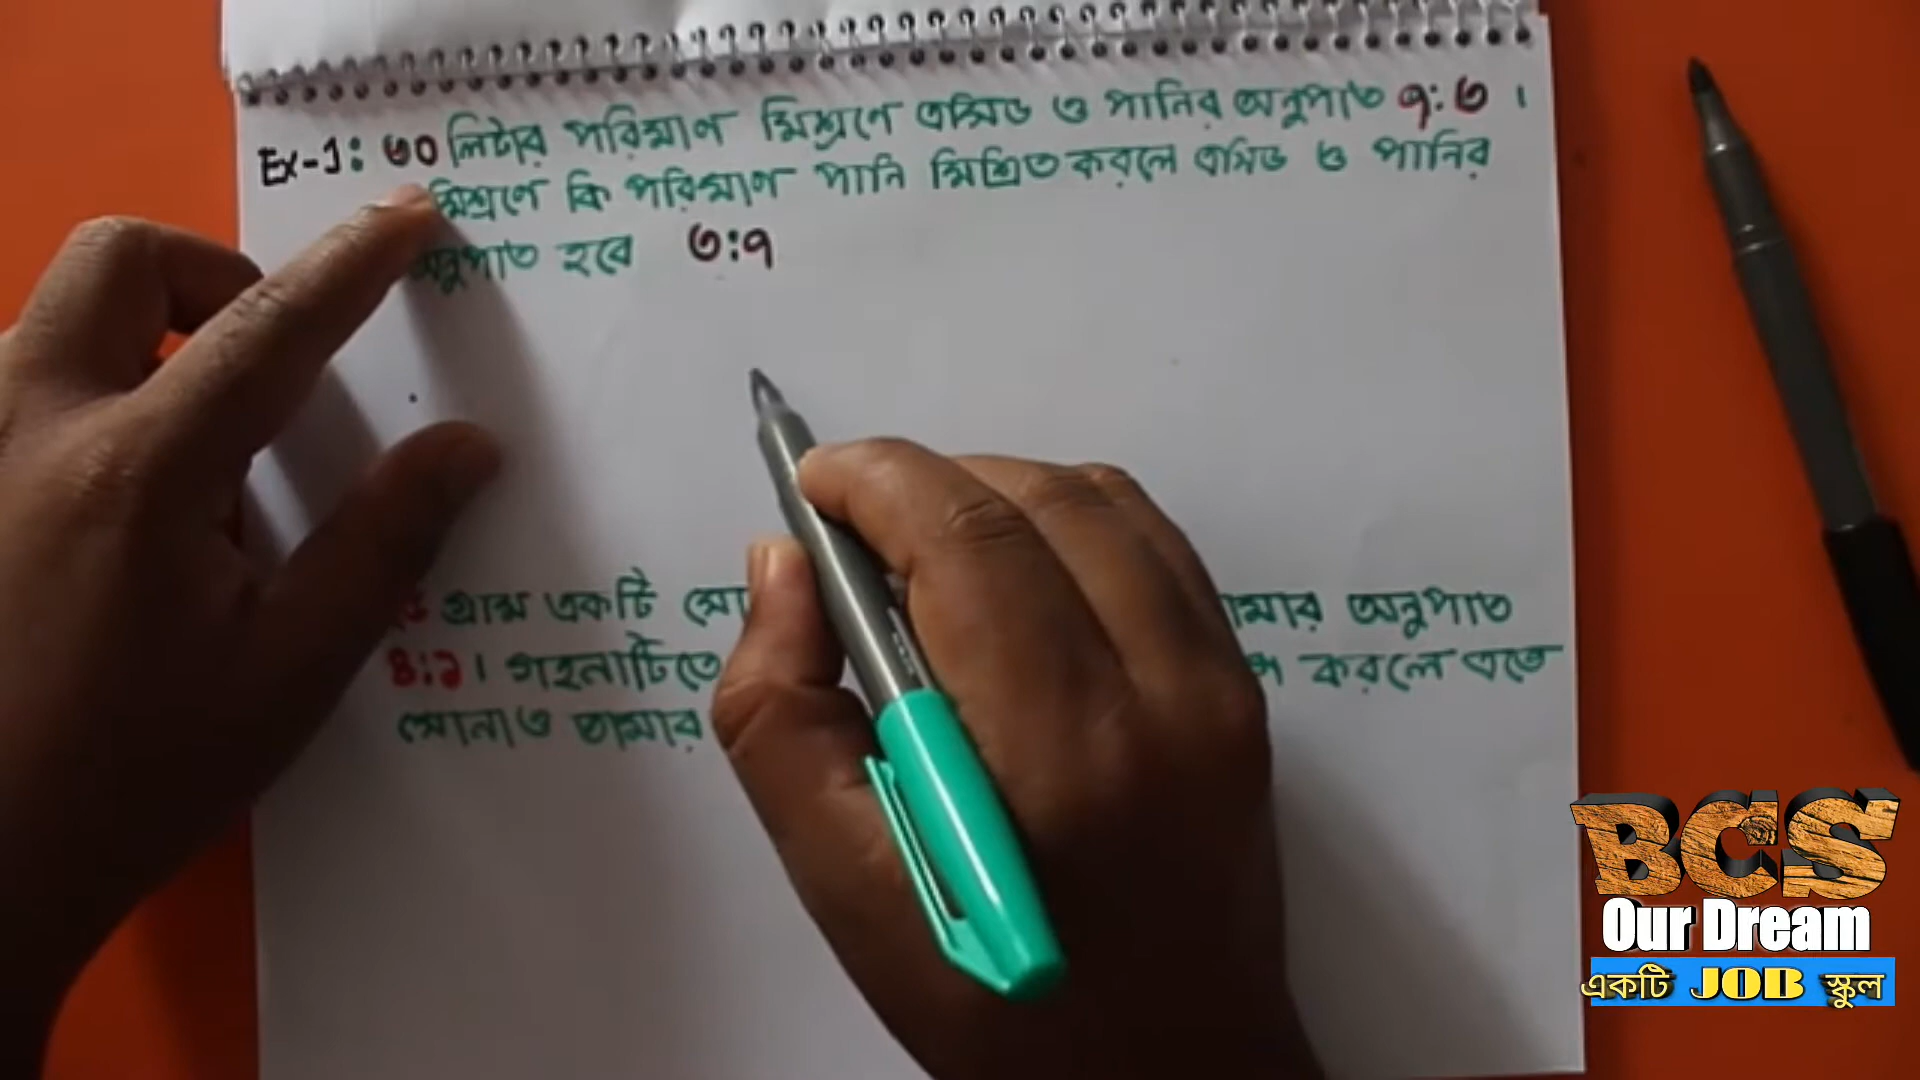 Ex-1: ৬০ লিটার পরিমাণ মিশ্রণে এসিড ও পানির অনুপাত ৭:৩ ।
মিশ্রণে কি পরিমাণ পানি মিশ্রিত করলে এসিড ও পানির
অনুপাত হবে ৩:৭
গ্রাম একটি সো মার অনুপাত
৪:১। গহনাটিতে করলে এতে
সোনা ও তামার
BCS
Our Dream
একটি JOB স্কুল